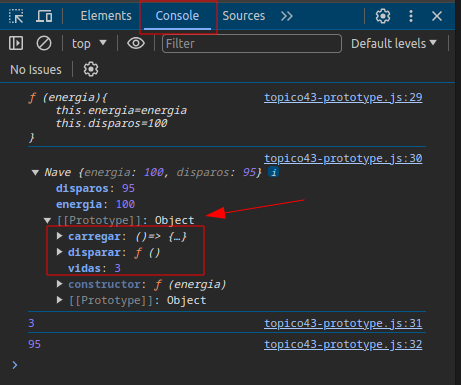 Elements Console Sources
top Filter Default levels
No Issues
ƒ (energia){ topico43-prototype.js:29
this.energia=energia
this.disparos=100
}
topico43-prototype.js:30
Nave {energia: 100, disparos: 95} i
disparos: 95
energia: 100
[[Prototype]]: Object
carregar: ()=> {…}
disparar: ƒ ()
vidas: 3
constructor: ƒ (energia)
[[Prototype]]: Object
3 topico43-prototype.js:31
95 topico43-prototype.js:32